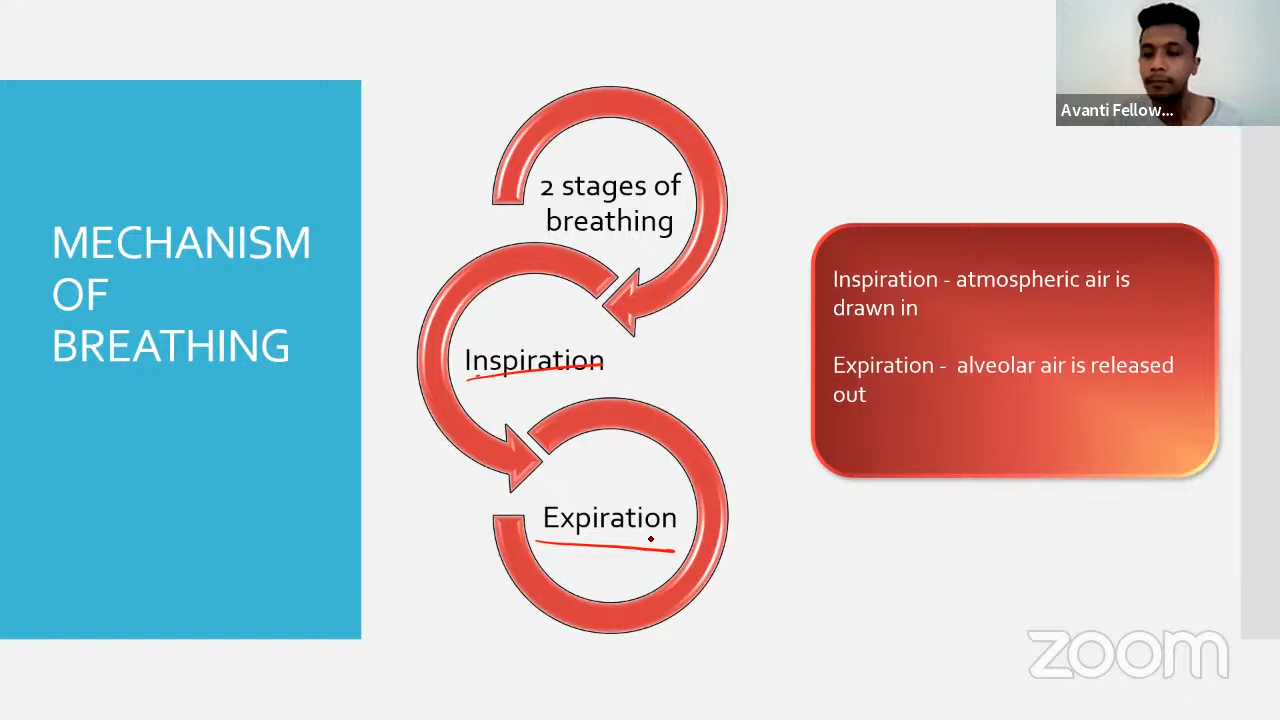 MECHANISM
OF
BREATHING
2 stages of
breathing
Inspiration
Expiration
Inspiration - atmospheric air is
drawn in
Expiration - alveolar air is released
out
Avanti Fellow...
zoom